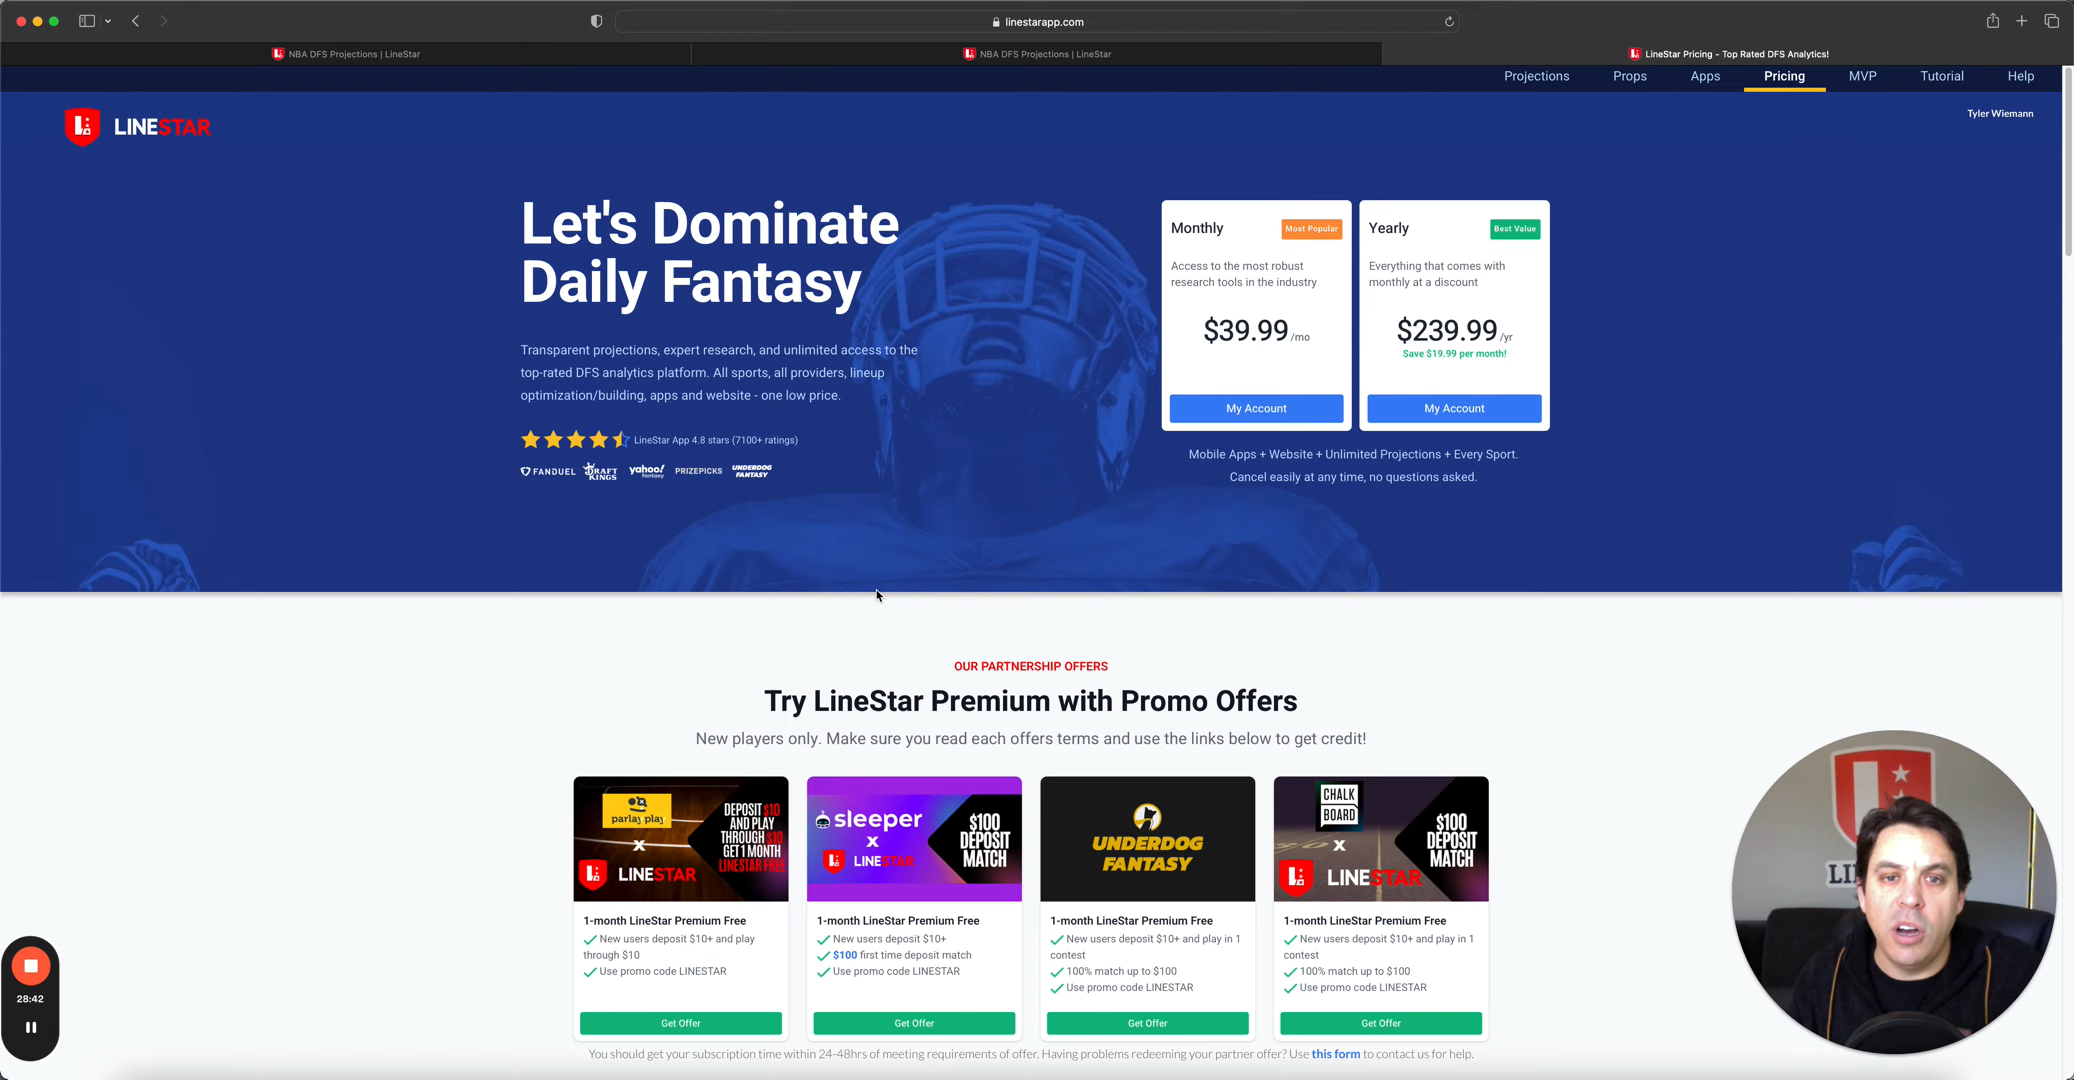 linestarapp.com
NBA DFS Projections | LineStar
NBA DFS Projections | LineStar
LineStar Pricing - Top Rated DFS Analytics!
Projections
Props
Apps
Pricing
MVP
Tutorial
Help
LINESTAR
Tyler Wiemann
Let's Dominate
Daily Fantasy
Transparent projections, expert research, and unlimited access to the
top-rated DFS analytics platform. All sports, all providers, lineup
optimization/building, apps and website - one low price.
LineStar App 4.8 stars (7100+ ratings)
FANDUEL
DRAFT
KINGS
yahoo!
fantasy
PRIZEPICKS
UNDERDOG
FANTASY
Monthly
Most Popular
Access to the most robust
research tools in the industry
$39.99 /mo
My Account
Yearly
Best Value
Everything that comes with
monthly at a discount
$239.99 /yr
Save $19.99 per month!
My Account
Mobile Apps + Website + Unlimited Projections + Every Sport.
Cancel easily at any time, no questions asked.
OUR PARTNERSHIP OFFERS
Try LineStar Premium with Promo Offers
New players only. Make sure you read each offers terms and use the links below to get credit!
parlay play
x
LINESTAR
DEPOSIT $10
AND PLAY
THROUGH $10
GET 1 MONTH
LINESTAR FREE
1-month LineStar Premium Free
New users deposit $10+ and play
through $10
Use promo code LINESTAR
Get Offer
sleeper
x
LINESTAR
$100
DEPOSIT
MATCH
1-month LineStar Premium Free
New users deposit $10+
$100 first time deposit match
Use promo code LINESTAR
Get Offer
UNDERDOG
FANTASY
1-month LineStar Premium Free
New users deposit $10+ and play in 1
contest
100% match up to $100
Use promo code LINESTAR
Get Offer
CHALK
BOARD
x
LINESTAR
$100
DEPOSIT
MATCH
1-month LineStar Premium Free
New users deposit $10+ and play in 1
contest
100% match up to $100
Use promo code LINESTAR
Get Offer
You should get your subscription time within 24-48hrs of meeting requirements of offer. Having problems redeeming your partner offer? Use this form to contact us for help.
28:42
LI